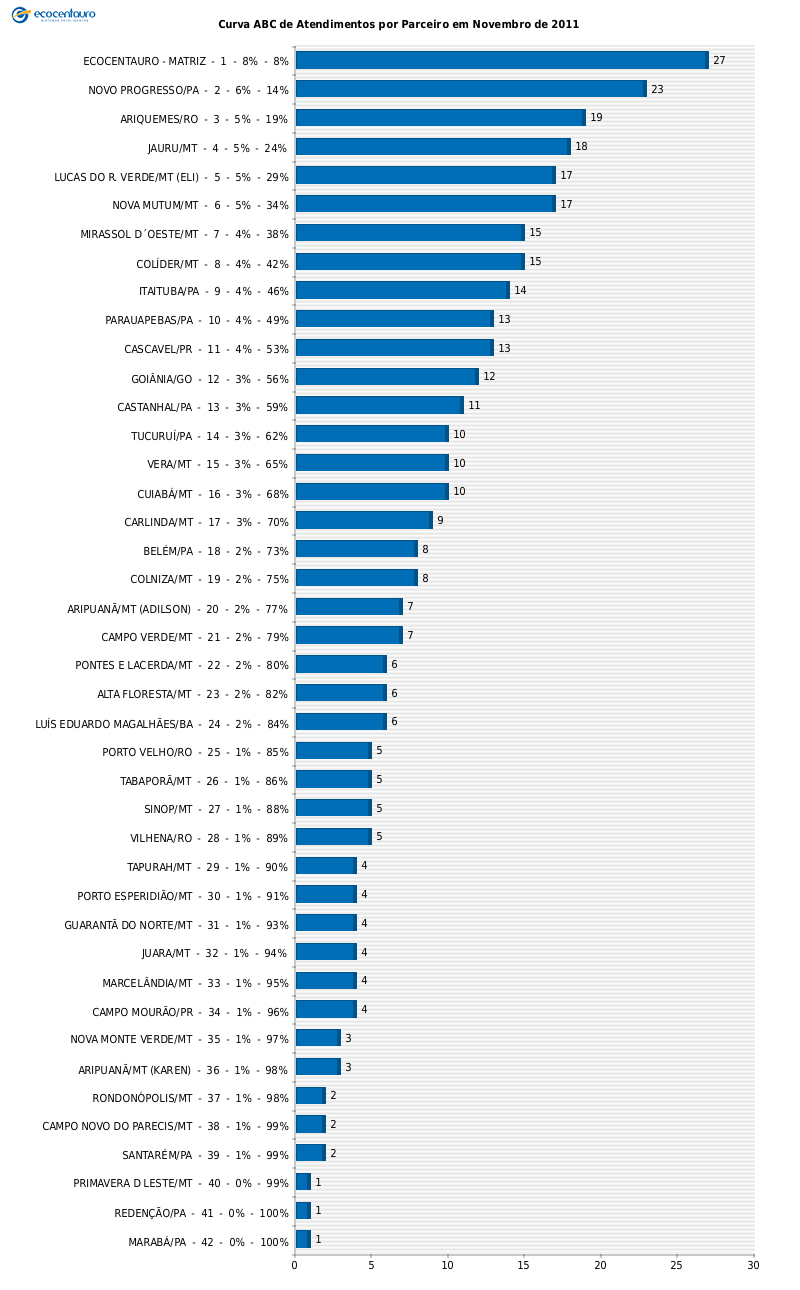 ecocentauro
Curva ABC de Atendimentos por Parceiro em Novembro de 2011
ECOCENTAURO - MATRIZ - 1 - 8% - 8% 27
NOVO PROGRESSO/PA - 2 - 6% - 14% 23
ARIQUEMES/RO - 3 - 5% - 19% 19
JAURU/MT - 4 - 5% - 24% 18
LUCAS DO R. VERDE/MT (ELI) - 5 - 5% - 29% 17
NOVA MUTUM/MT - 6 - 5% - 34% 17
MIRASSOL D´OESTE/MT - 7 - 4% - 38% 15
COLÍDER/MT - 8 - 4% - 42% 15
ITAITUBA/PA - 9 - 4% - 46% 14
PARAUAPEBAS/PA - 10 - 4% - 49% 13
CASCAVEL/PR - 11 - 4% - 53% 13
GOIÂNIA/GO - 12 - 3% - 56% 12
CASTANHAL/PA - 13 - 3% - 59% 11
TUCURUÍ/PA - 14 - 3% - 62% 10
VERA/MT - 15 - 3% - 65% 10
CUIABÁ/MT - 16 - 3% - 68% 10
CARLINDA/MT - 17 - 3% - 70% 9
BELÉM/PA - 18 - 2% - 73% 8
COLNIZA/MT - 19 - 2% - 75% 8
ARIPUANÃ/MT (ADILSON) - 20 - 2% - 77% 7
CAMPO VERDE/MT - 21 - 2% - 79% 7
PONTES E LACERDA/MT - 22 - 2% - 80% 6
ALTA FLORESTA/MT - 23 - 2% - 82% 6
LUÍS EDUARDO MAGALHÃES/BA - 24 - 2% - 84% 6
PORTO VELHO/RO - 25 - 1% - 85% 5
TABAPORÃ/MT - 26 - 1% - 86% 5
SINOP/MT - 27 - 1% - 88% 5
VILHENA/RO - 28 - 1% - 89% 5
TAPURAH/MT - 29 - 1% - 90% 4
PORTO ESPERIDIÃO/MT - 30 - 1% - 91% 4
GUARANTÃ DO NORTE/MT - 31 - 1% - 93% 4
JUARA/MT - 32 - 1% - 94% 4
MARCELÂNDIA/MT - 33 - 1% - 95% 4
CAMPO MOURÃO/PR - 34 - 1% - 96% 4
NOVA MONTE VERDE/MT - 35 - 1% - 97% 3
ARIPUANÃ/MT (KAREN) - 36 - 1% - 98% 3
RONDONÓPOLIS/MT - 37 - 1% - 98% 2
CAMPO NOVO DO PARECIS/MT - 38 - 1% - 99% 2
SANTARÉM/PA - 39 - 1% - 99% 2
PRIMAVERA D LESTE/MT - 40 - 0% - 99% 1
REDENÇÃO/PA - 41 - 0% - 100% 1
MARABÁ/PA - 42 - 0% - 100% 1
0 5 10 15 20 25 30